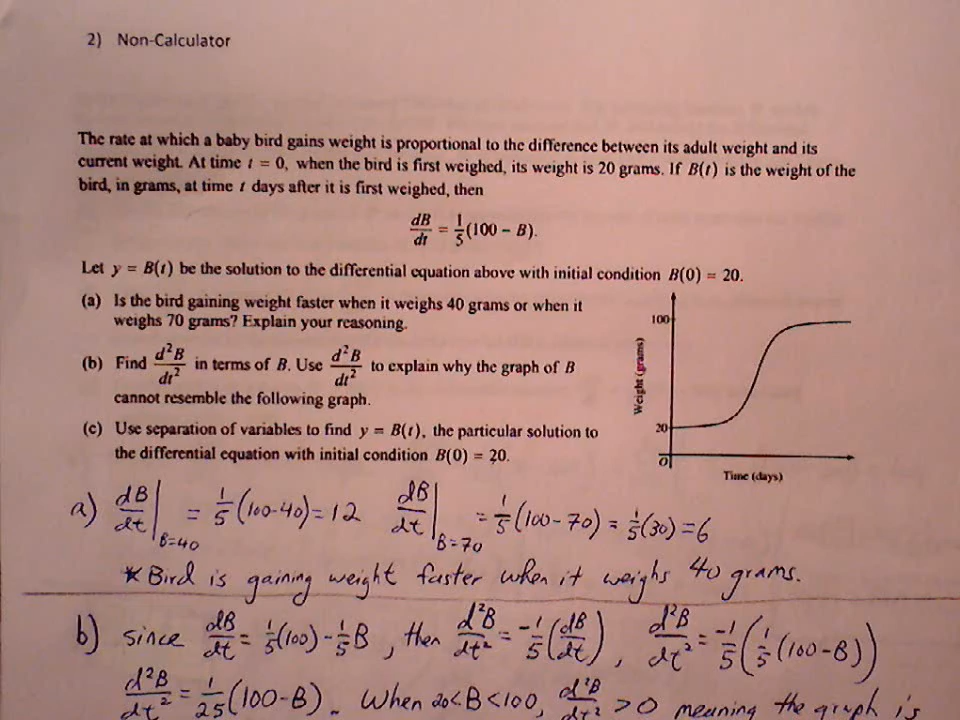 2) Non-Calculator
The rate at which a baby bird gains weight is proportional to the difference between its adult weight and its
current weight. At time t = 0, when the bird is first weighed, its weight is 20 grams. If B(t) is the weight of the
bird, in grams, at time t days after it is first weighed, then
dB/dt = 1/5(100 – B).
Let y = B(t) be the solution to the differential equation above with initial condition B(0) = 20.
(a) Is the bird gaining weight faster when it weighs 40 grams or when it
weighs 70 grams? Explain your reasoning.
(b) Find d²B/dt² in terms of B. Use d²B/dt² to explain why the graph of B
cannot resemble the following graph.
(c) Use separation of variables to find y = B(t), the particular solution to
the differential equation with initial condition B(0) = 20.
100
Weight (grams)
20
O
Time (days)
a) dB/dt|B=40 = 1/5(100-40)=12 dB/dt|B=70 = 1/5(100-70) = 1/5(30)=6
* Bird is gaining weight faster when it weighs 40 grams.
b) since dB/dt = 1/5(100)-1/5B, then d²B/dt² = -1/5(dB/dt), d²B/dt² = -1/5(1/5(100-B))
d²B/dt² = 1/25(100-B). When 20<B<100, d²B/dt² >0 meaning the graph is